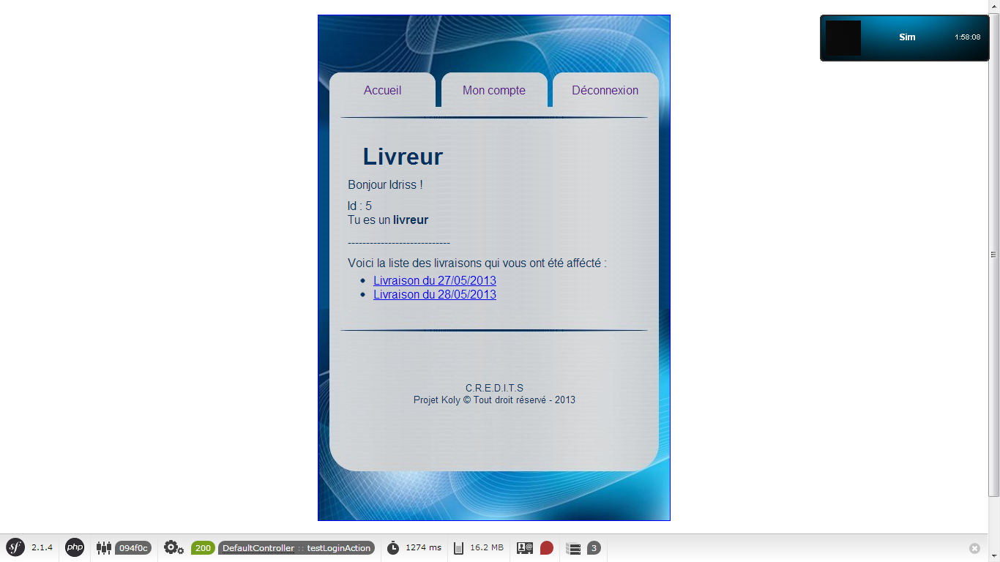 Sim 1:58:08
Accueil Mon compte Déconnexion
Livreur
Bonjour Idriss !
Id : 5
Tu es un livreur
----------------------------
Voici la liste des livraisons qui vous ont été affécté :
Livraison du 27/05/2013
Livraison du 28/05/2013
C.R.E.D.I.T.S
Projet Koly © Tout droit réservé - 2013
sf 2.1.4 php 094f0c 200 DefaultController :: testLoginAction 1274 ms 16.2 MB 3